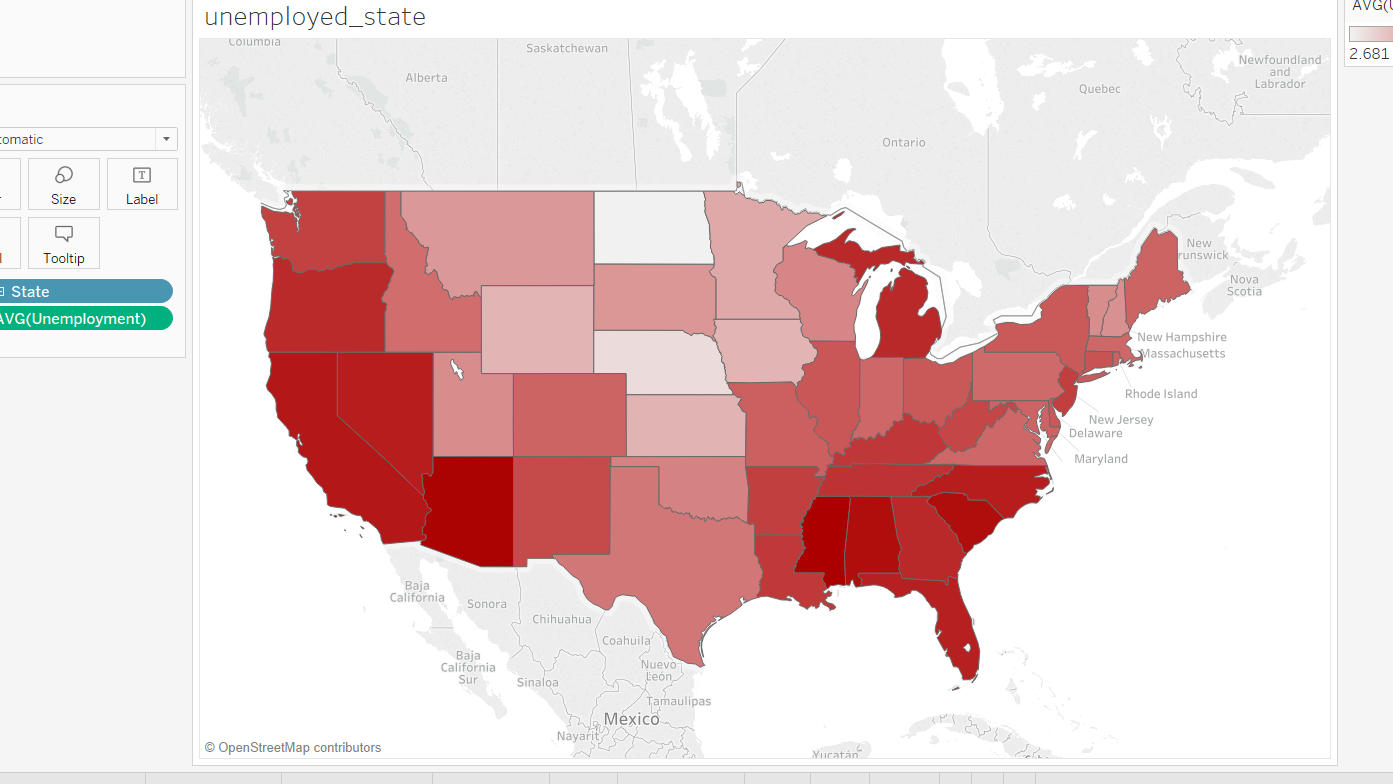 unemployed_state
AVG(U
2.681
tomatic
Size
Label
Tooltip
State
AVG(Unemployment)
Columbia
Alberta
Saskatchewan
Ontario
Quebec
Newfoundland
and
Labrador
New
runswick
Nova
Scotia
New Hampshire
Massachusetts
Rhode Island
New Jersey
Delaware
Maryland
Baja
California
Sonora
Chihuahua
Coahuila
Baja
California
Sur
Sinaloa
Nuevo
León
Tamaulipas
Mexico
Nayarit
Yucatán
© OpenStreetMap contributors